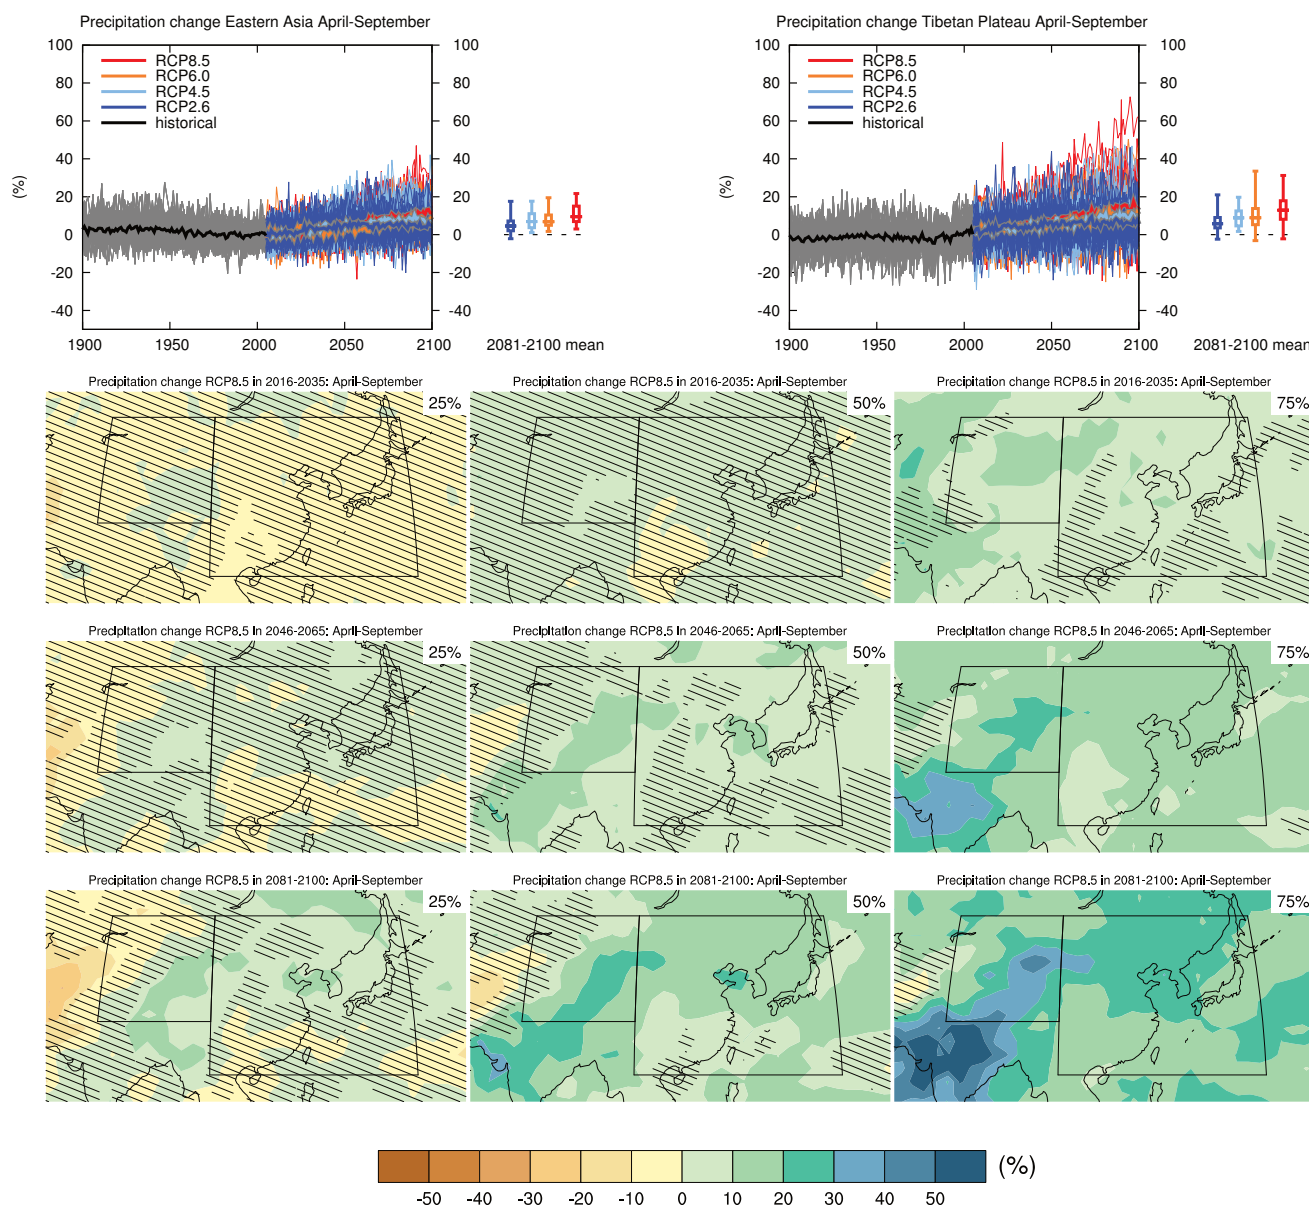 Precipitation change Eastern Asia April-September
100
80
60
40
20
0
-20
-40
(%)
RCP8.5
RCP6.0
RCP4.5
RCP2.6
historical
100
80
60
40
20
0
-20
-40
1900 1950 2000 2050 2100
2081-2100 mean
Precipitation change Tibetan Plateau April-September
100
80
60
40
20
0
-20
-40
(%)
RCP8.5
RCP6.0
RCP4.5
RCP2.6
historical
100
80
60
40
20
0
-20
-40
1900 1950 2000 2050 2100
2081-2100 mean
Precipitation change RCP8.5 in 2016-2035: April-September
25%
Precipitation change RCP8.5 in 2016-2035: April-September
50%
Precipitation change RCP8.5 in 2016-2035: April-September
75%
Precipitation change RCP8.5 in 2046-2065: April-September
25%
Precipitation change RCP8.5 in 2046-2065: April-September
50%
Precipitation change RCP8.5 in 2046-2065: April-September
75%
Precipitation change RCP8.5 in 2081-2100: April-September
25%
Precipitation change RCP8.5 in 2081-2100: April-September
50%
Precipitation change RCP8.5 in 2081-2100: April-September
75%
(%)
-50 -40 -30 -20 -10 0 10 20 30 40 50